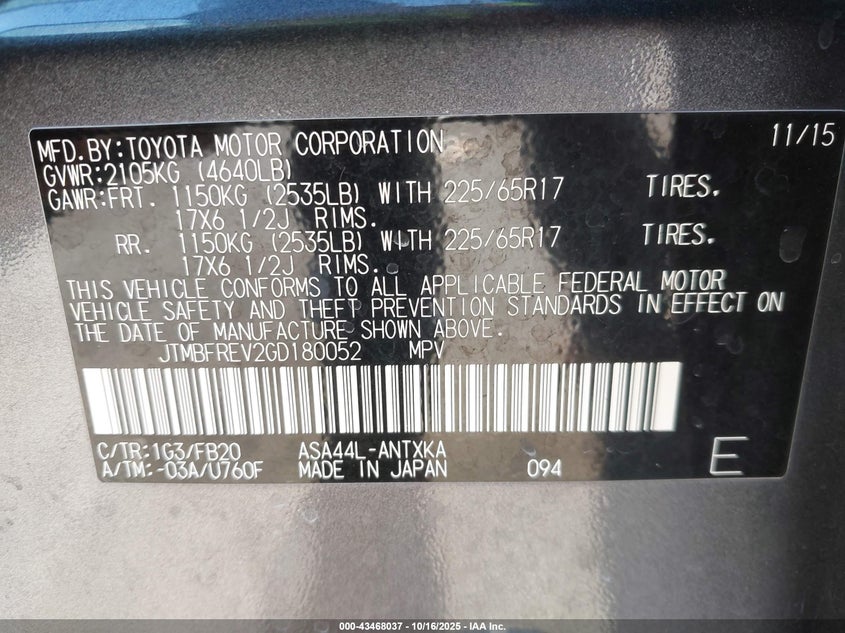 MFD.BY:TOYOTA MOTOR CORPORATION 11/15
GVWR:2105KG (4640LB)
GAWR:FRT. 1150KG (2535LB) WITH 225/65R17 TIRES.
17X6 1/2J RIMS.
RR. 1150KG (2535LB) WITH 225/65R17 TIRES.
17X6 1/2J RIMS.
THIS VEHICLE CONFORMS TO ALL APPLICABLE FEDERAL MOTOR
VEHICLE SAFETY AND THEFT PREVENTION STANDARDS IN EFFECT ON
THE DATE OF MANUFACTURE SHOWN ABOVE.
JTMBFREV2GD180052 MPV
C/TR:1G3/FB20 ASA44L-ANTXKA
A/TM:-03A/U760F MADE IN JAPAN 094 E
000-43468037 - 10/16/2025 - IAA Inc.